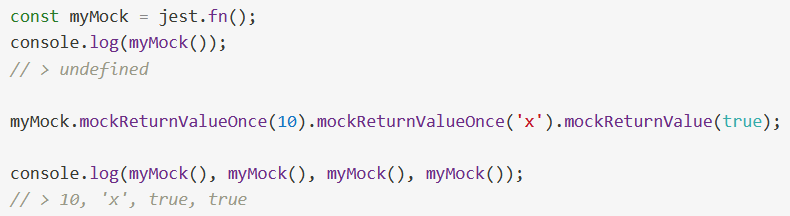 const myMock = jest.fn();
console.log(myMock());
// > undefined
myMock.mockReturnValueOnce(10).mockReturnValueOnce('x').mockReturnValue(true);
console.log(myMock(), myMock(), myMock(), myMock());
// > 10, 'x', true, true